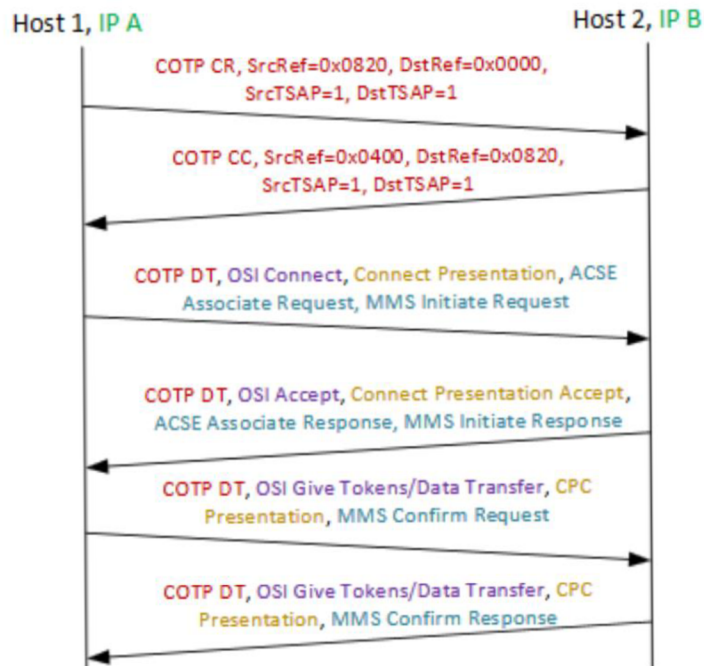 Host 1, IP A
Host 2, IP B
COTP CR, SrcRef=0x0820, DstRef=0x0000,
SrcTSAP=1, DstTSAP=1
COTP CC, SrcRef=0x0400, DstRef=0x0820,
SrcTSAP=1, DstTSAP=1
COTP DT, OSI Connect, Connect Presentation, ACSE
Associate Request, MMS Initiate Request
COTP DT, OSI Accept, Connect Presentation Accept,
ACSE Associate Response, MMS Initiate Response
COTP DT, OSI Give Tokens/Data Transfer, CPC
Presentation, MMS Confirm Request
COTP DT, OSI Give Tokens/Data Transfer, CPC
Presentation, MMS Confirm Response